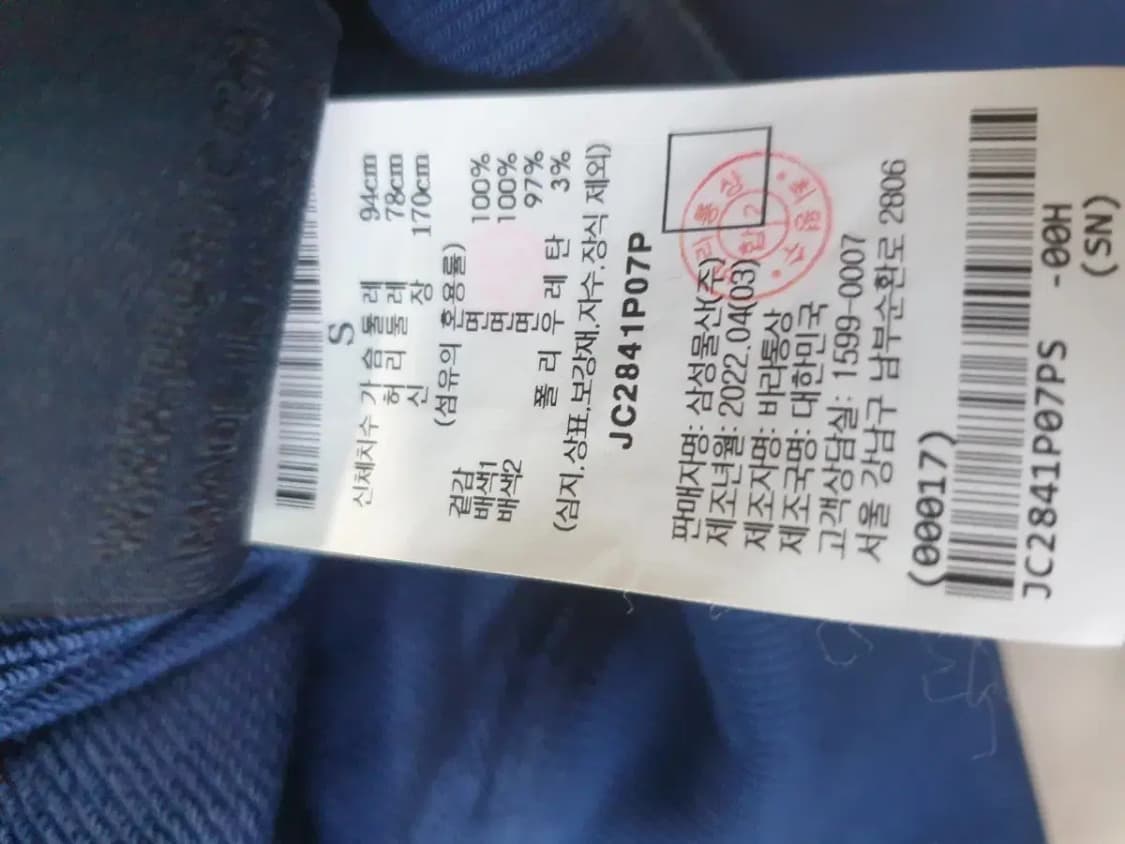 S
신체치수 가 슴 둘 레 94cm
허 리 둘 레 78cm
신 장 170cm
(섬유의 혼용률)
겉감 면 100%
배색1 면 100%
배색2 면 97%
폴 리 우 레 탄 3%
(심지.상표.보강재.자수.장식 제외)
JC2841P07P
판매자명: 삼성물산(주)
제조년월: 2022.04(03)
제조자명: 바라통상
제조국명: 대한민국
고객상담실: 1599-0007
서울 강남구 남부순환로 2806
(00017)
JC2841P07PS -00H
(SN)